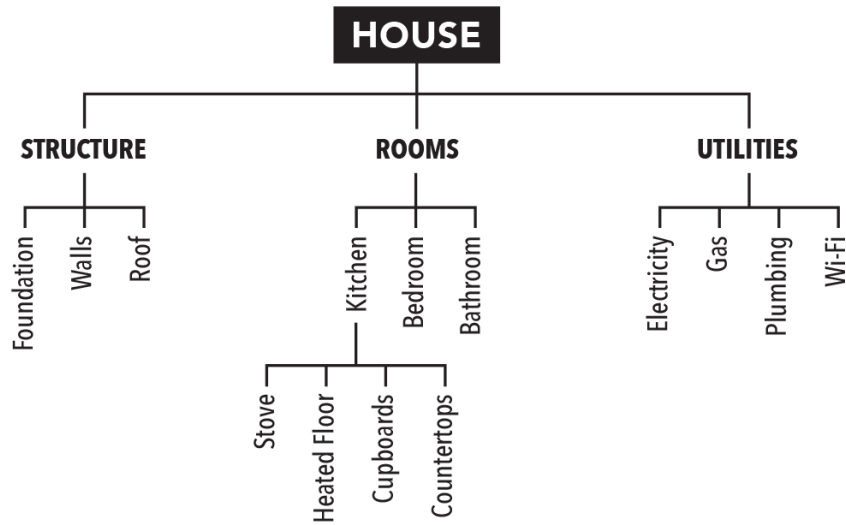 HOUSE
STRUCTURE
ROOMS
UTILITIES
Foundation
Walls
Roof
Kitchen
Bedroom
Bathroom
Electricity
Gas
Plumbing
Wi-Fi
Stove
Heated Floor
Cupboards
Countertops